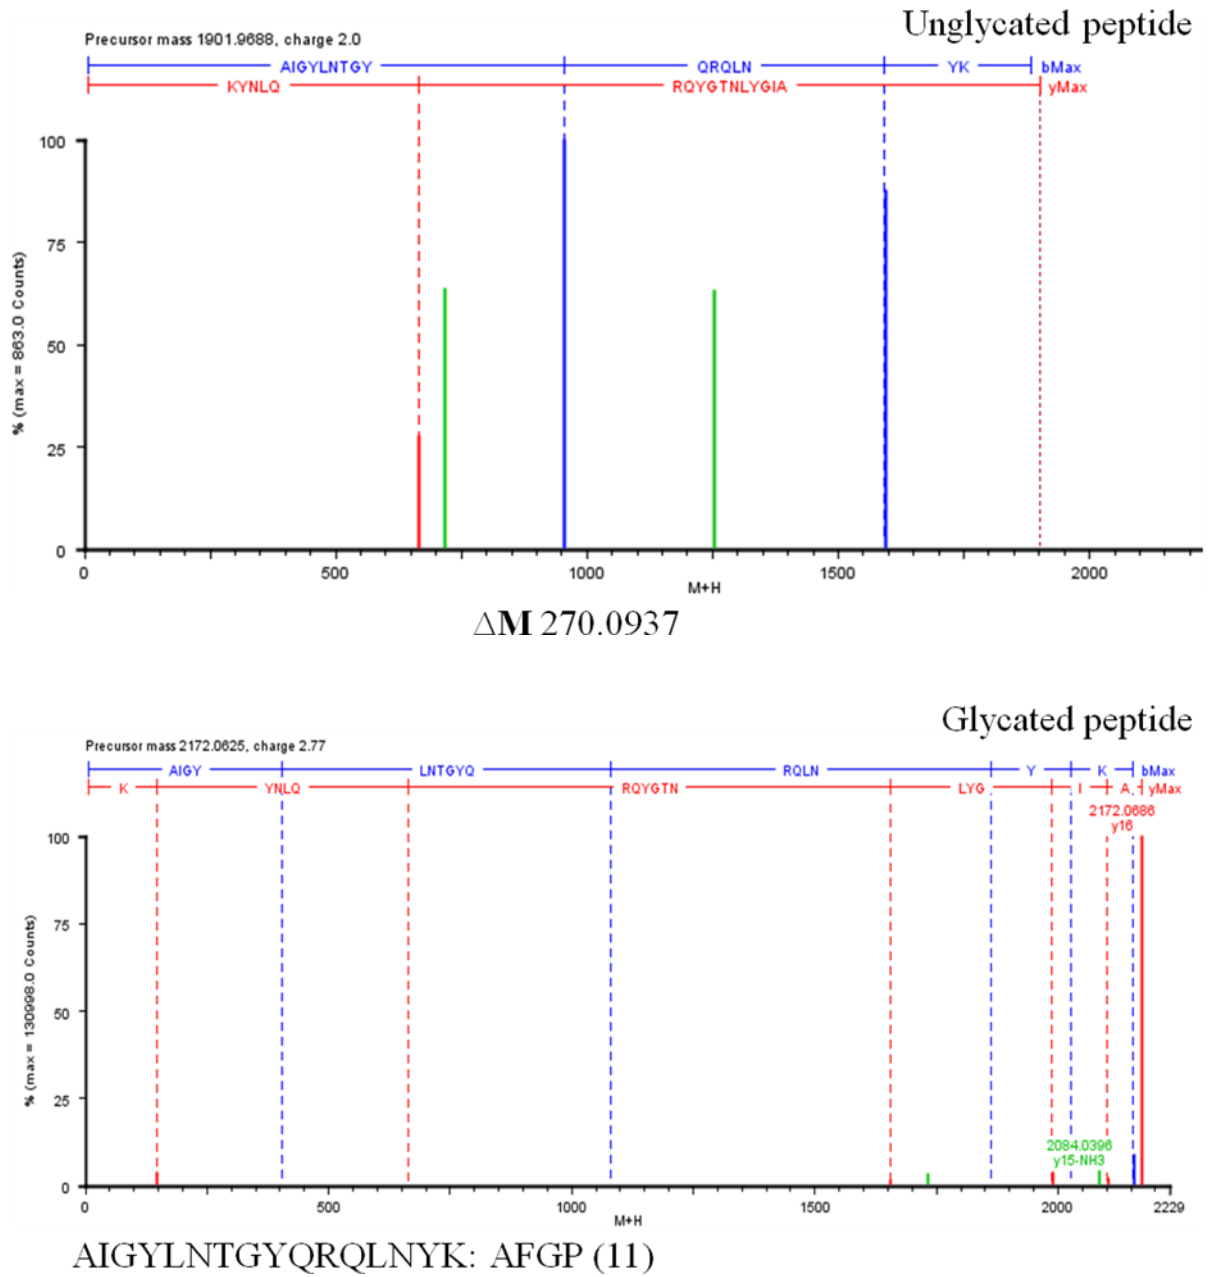 Unglycated peptide
Precursor mass 1901.9688, charge 2.0
AIGYLNTGY QRQLN YK bMax
KYNLQ RQYGTNLYGIA yMax
100
75
50
25
0
% (max = 863.0 Counts)
0 500 1000 1500 2000
M+H
ΔM 270.0937
Glycated peptide
Precursor mass 2172.0625, charge 2.77
AIGY LNTGYQ RQLN Y K bMax
K YNLQ RQYGTN LYG I A yMax
2172.0686
y16
100
75
50
25
0
% (max = 130998.0 Counts)
2084.0396
y15-NH3
0 500 1000 1500 2000 2229
M+H
AIGYLNTGYQRQLNYK: AFGP (11)